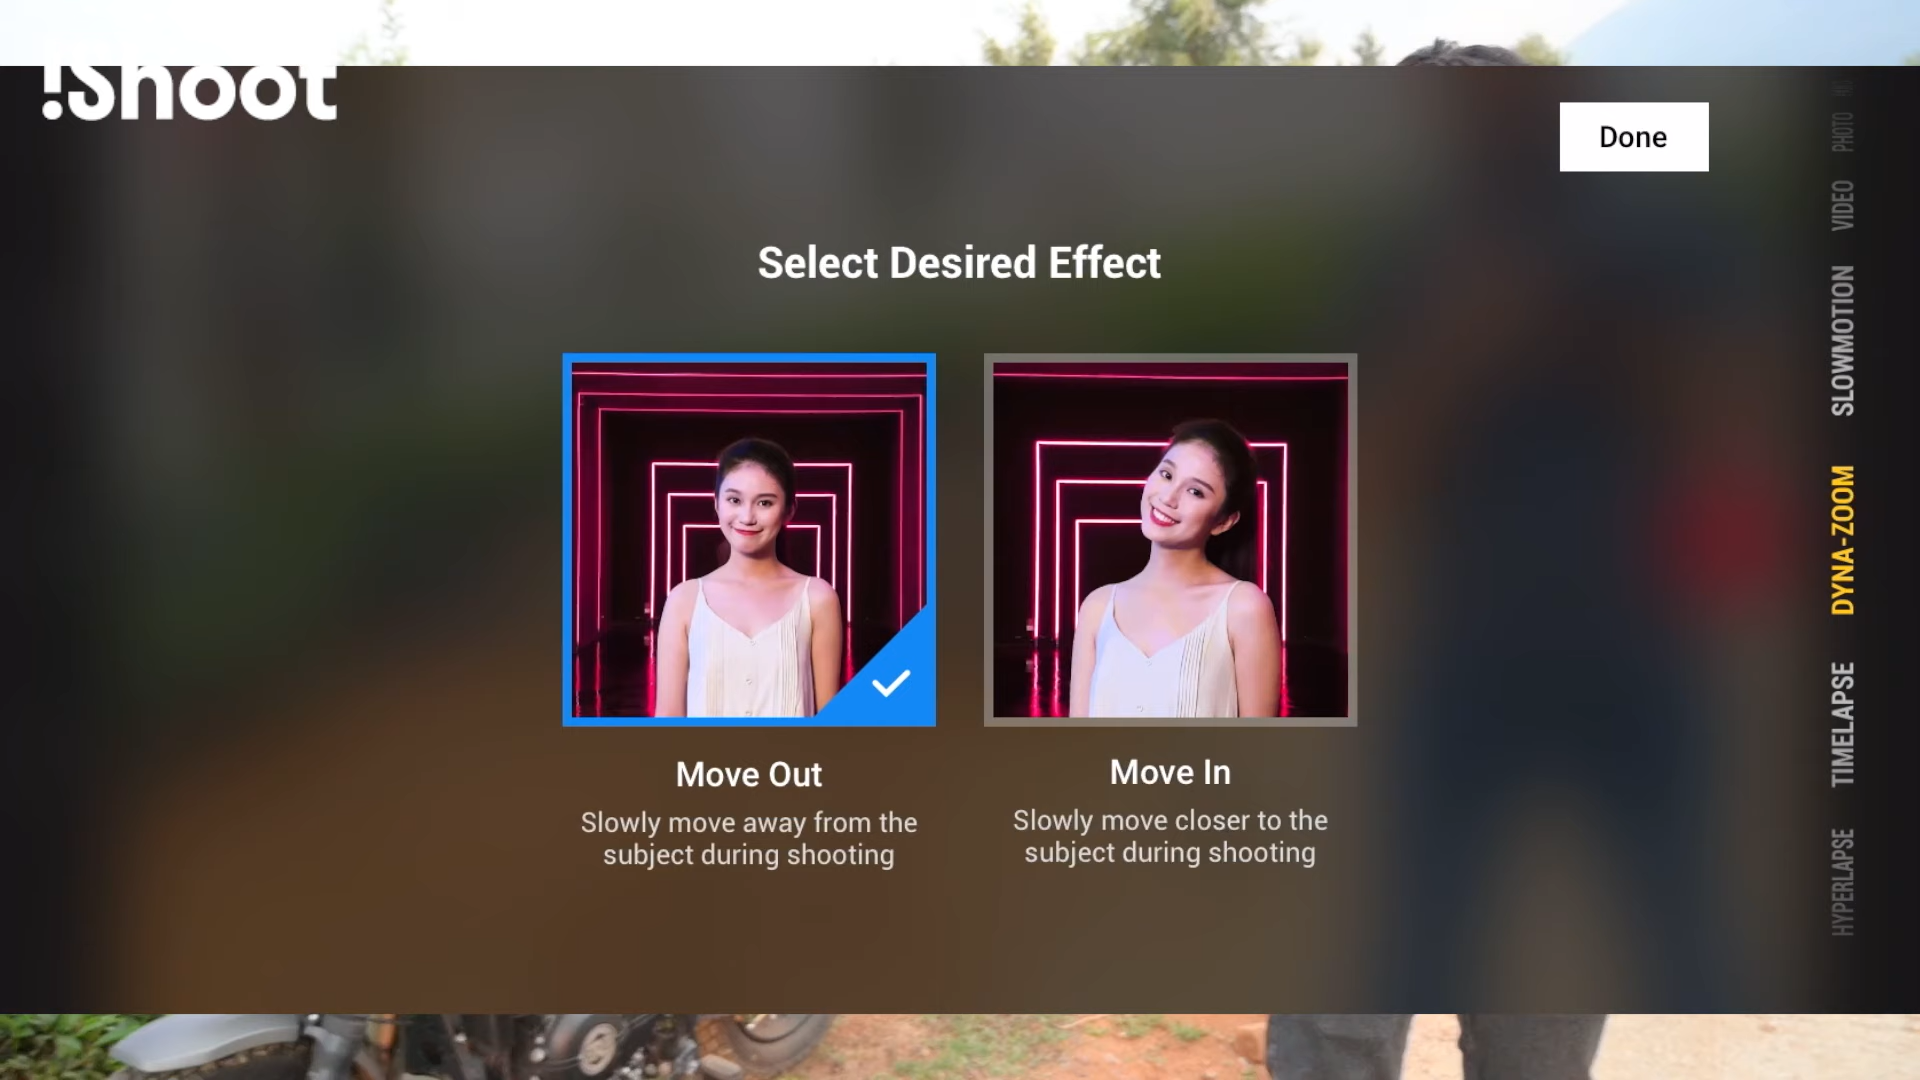 !Shoot
Done
Select Desired Effect
Move Out
Slowly move away from the
subject during shooting
Move In
Slowly move closer to the
subject during shooting
PHOTO
VIDEO
SLOWMOTION
DYNA-ZOOM
TIMELAPSE
HYPERLAPSE